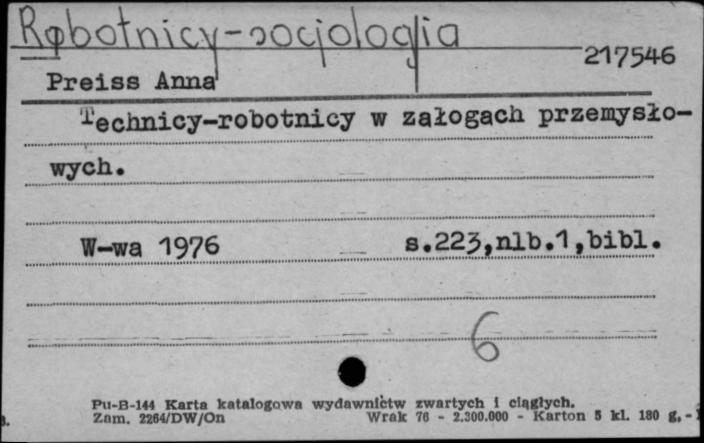 Robotnicy-socjologia
217546
Preiss Anna
Technicy-robotnicy w załogach przemysło-
wych.
W-wa 1976 s.223,nlb.1,bibl.
6
Pu-B-144 Karta katalogowa wydawnictw zwartych i ciągłych.
Zam. 2264/DW/On Wrak 76 - 2.300.000 - Karton 5 kl. 180 g, -